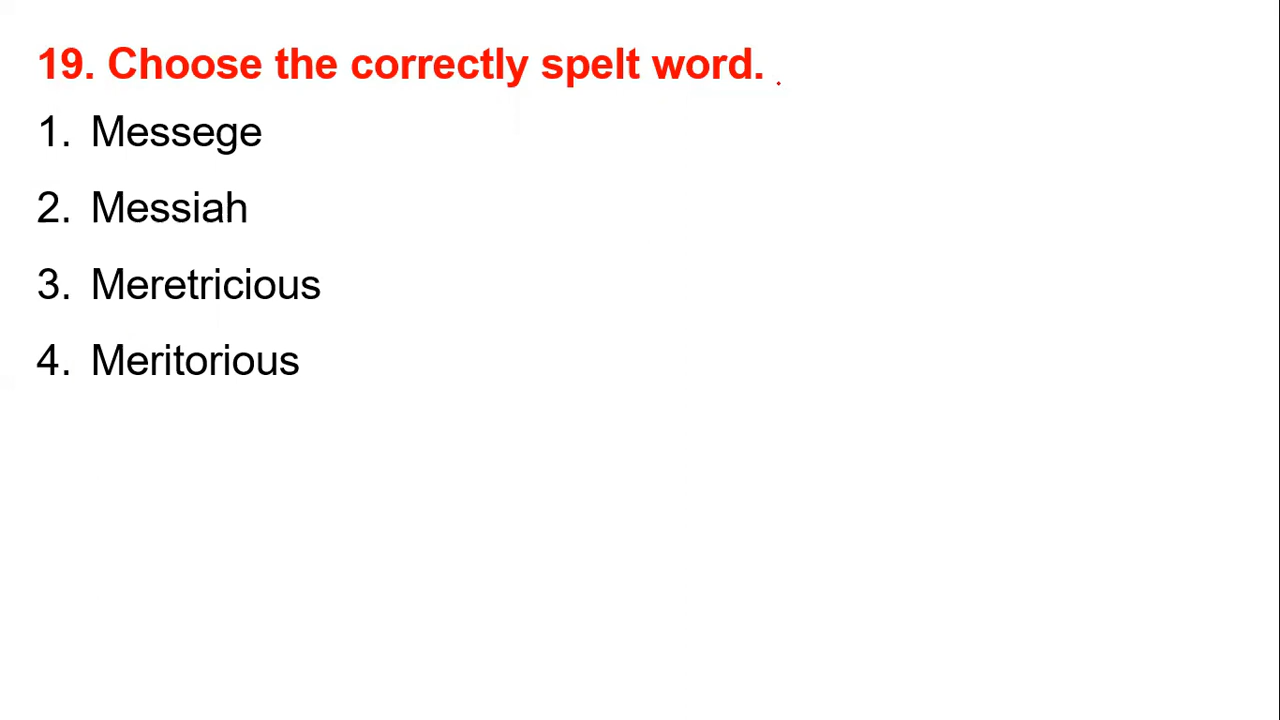 19. Choose the correctly spelt word.
1. Messege
2. Messiah
3. Meretricious
4. Meritorious